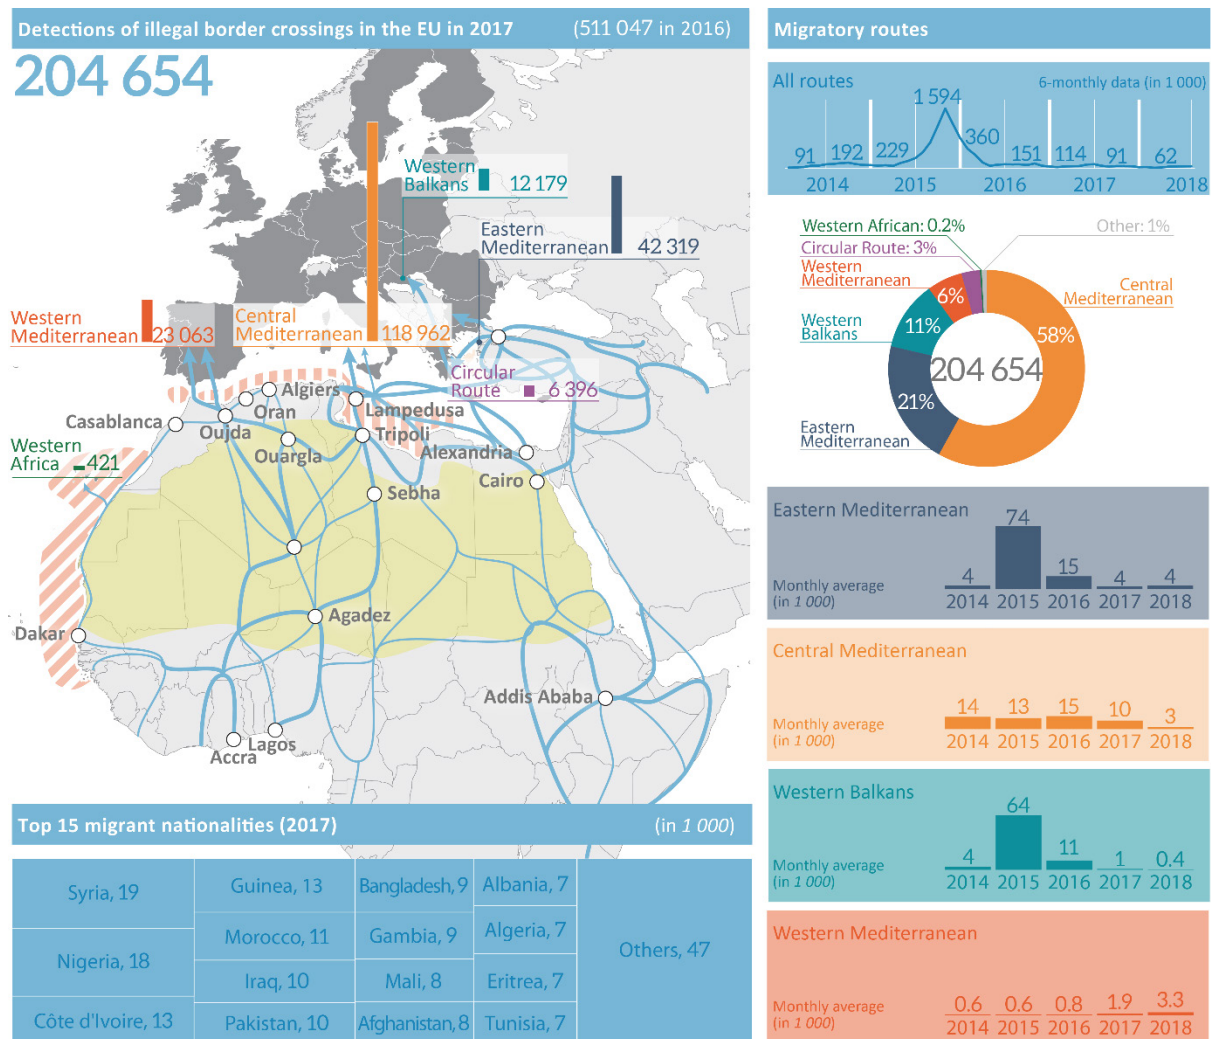 Detections of illegal border crossings in the EU in 2017 (511 047 in 2016)
204 654
Western
Balkans 12 179
Eastern
Mediterranean 42 319
Western
Mediterranean 23 063
Central
Mediterranean 118 962
Circular
Route 6 396
Western
Africa 421
Algiers
Oran
Casablanca
Oujda
Ouargla
Lampedusa
Tripoli
Alexandria
Cairo
Sebha
Agadez
Dakar
Addis Ababa
Lagos
Accra
Top 15 migrant nationalities (2017) (in 1 000)
Syria, 19
Nigeria, 18
Côte d'Ivoire, 13
Guinea, 13
Morocco, 11
Iraq, 10
Pakistan, 10
Bangladesh, 9
Gambia, 9
Mali, 8
Afghanistan, 8
Albania, 7
Algeria, 7
Eritrea, 7
Tunisia, 7
Others, 47
Migratory routes
All routes 6-monthly data (in 1 000)
91 192 229 1 594 360 151 114 91 62
2014 2015 2016 2017 2018
Western African: 0.2%
Other: 1%
Circular Route: 3%
Western
Mediterranean
6%
Central
Mediterranean
58%
Western
Balkans
11%
204 654
21%
Eastern
Mediterranean
Eastern Mediterranean
74
4 15 4 4
Monthly average
(in 1 000)
2014 2015 2016 2017 2018
Central Mediterranean
14 13 15 10 3
Monthly average
(in 1 000)
2014 2015 2016 2017 2018
Western Balkans
64
4 11 1 0.4
Monthly average
(in 1 000)
2014 2015 2016 2017 2018
Western Mediterranean
0.6 0.6 0.8 1.9 3.3
Monthly average
(in 1 000)
2014 2015 2016 2017 2018